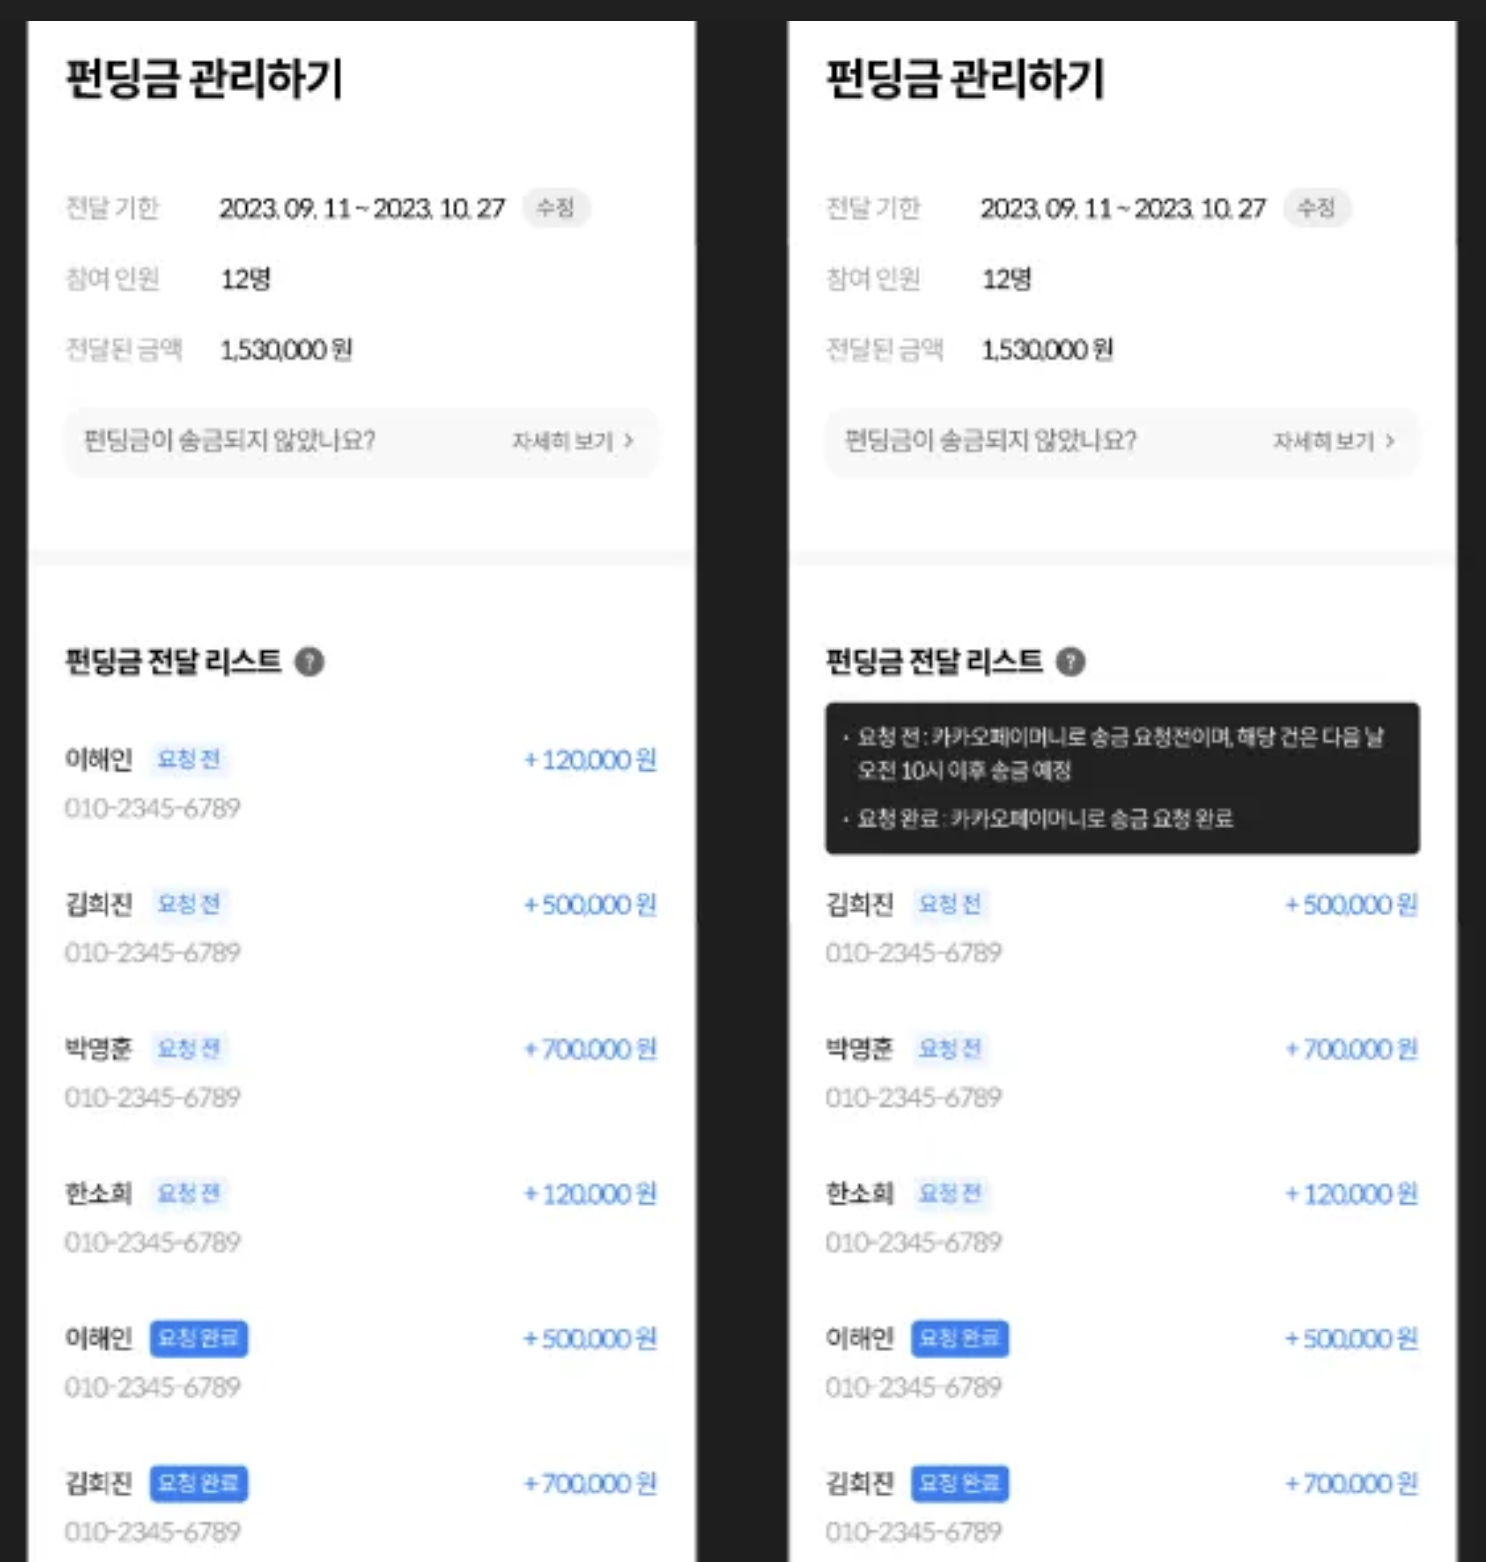 펀딩금 관리하기
전달 기한 2023. 09. 11 ~ 2023. 10. 27 수정
참여 인원 12명
전달된 금액 1,530,000 원
펀딩금이 송금되지 않았나요? 자세히 보기 >
펀딩금 전달 리스트 ?
이해인 요청 전 + 120,000 원
010-2345-6789
김희진 요청 전 + 500,000 원
010-2345-6789
박명훈 요청 전 + 700,000 원
010-2345-6789
한소희 요청 전 + 120,000 원
010-2345-6789
이해인 요청 완료 + 500,000 원
010-2345-6789
김희진 요청 완료 + 700,000 원
010-2345-6789
펀딩금 관리하기
전달 기한 2023. 09. 11 ~ 2023. 10. 27 수정
참여 인원 12명
전달된 금액 1,530,000 원
펀딩금이 송금되지 않았나요? 자세히 보기 >
펀딩금 전달 리스트 ?
· 요청 전 : 카카오페이머니로 송금 요청전이며, 해당 건은 다음 날
오전 10시 이후 송금 예정
· 요청 완료 : 카카오페이머니로 송금 요청 완료
김희진 요청 전 + 500,000 원
010-2345-6789
박명훈 요청 전 + 700,000 원
010-2345-6789
한소희 요청 전 + 120,000 원
010-2345-6789
이해인 요청 완료 + 500,000 원
010-2345-6789
김희진 요청 완료 + 700,000 원
010-2345-6789